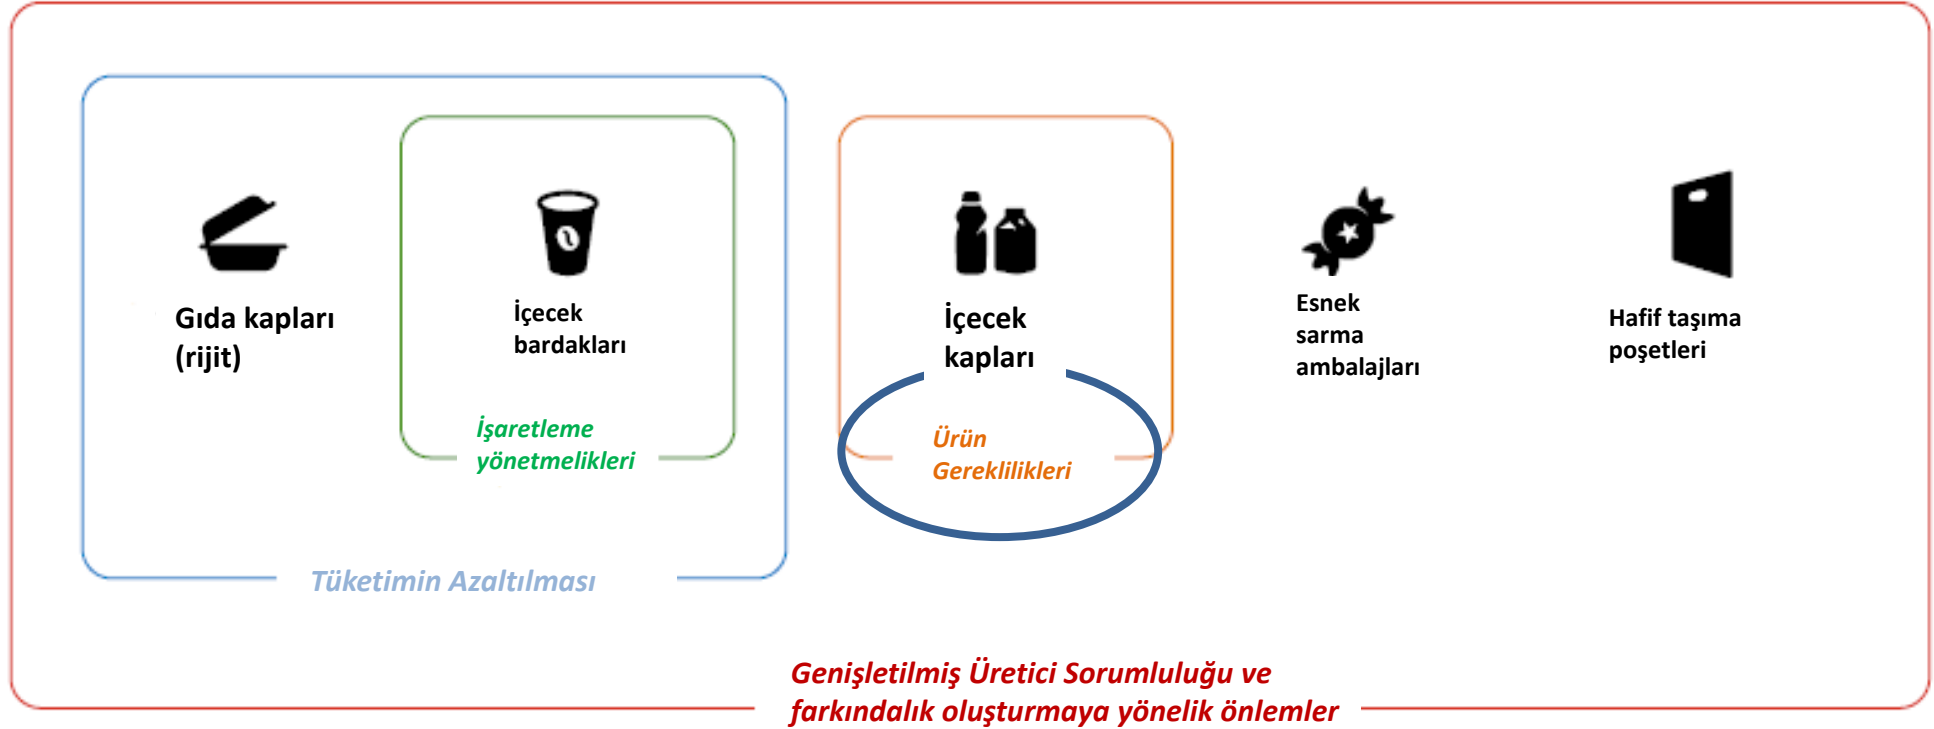 Gıda kapları
(rijit)
İçecek
bardakları
İşaretleme
yönetmelikleri
Tüketimin Azaltılması
İçecek
kapları
Ürün
Gereklilikleri
Esnek
sarma
ambalajları
Hafif taşıma
poşetleri
Genişletilmiş Üretici Sorumluluğu ve
farkındalık oluşturmaya yönelik önlemler